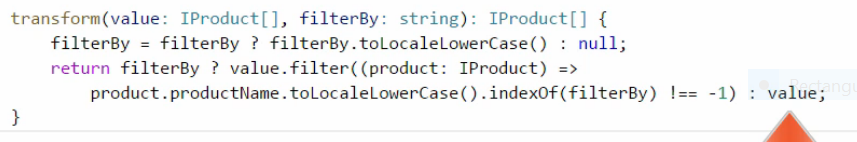 transform(value: IProduct[], filterBy: string): IProduct[] {
filterBy = filterBy ? filterBy.toLocaleLowerCase() : null;
return filterBy ? value.filter((product: IProduct) =>
product.productName.toLocaleLowerCase().indexOf(filterBy) !== -1) : value;
}